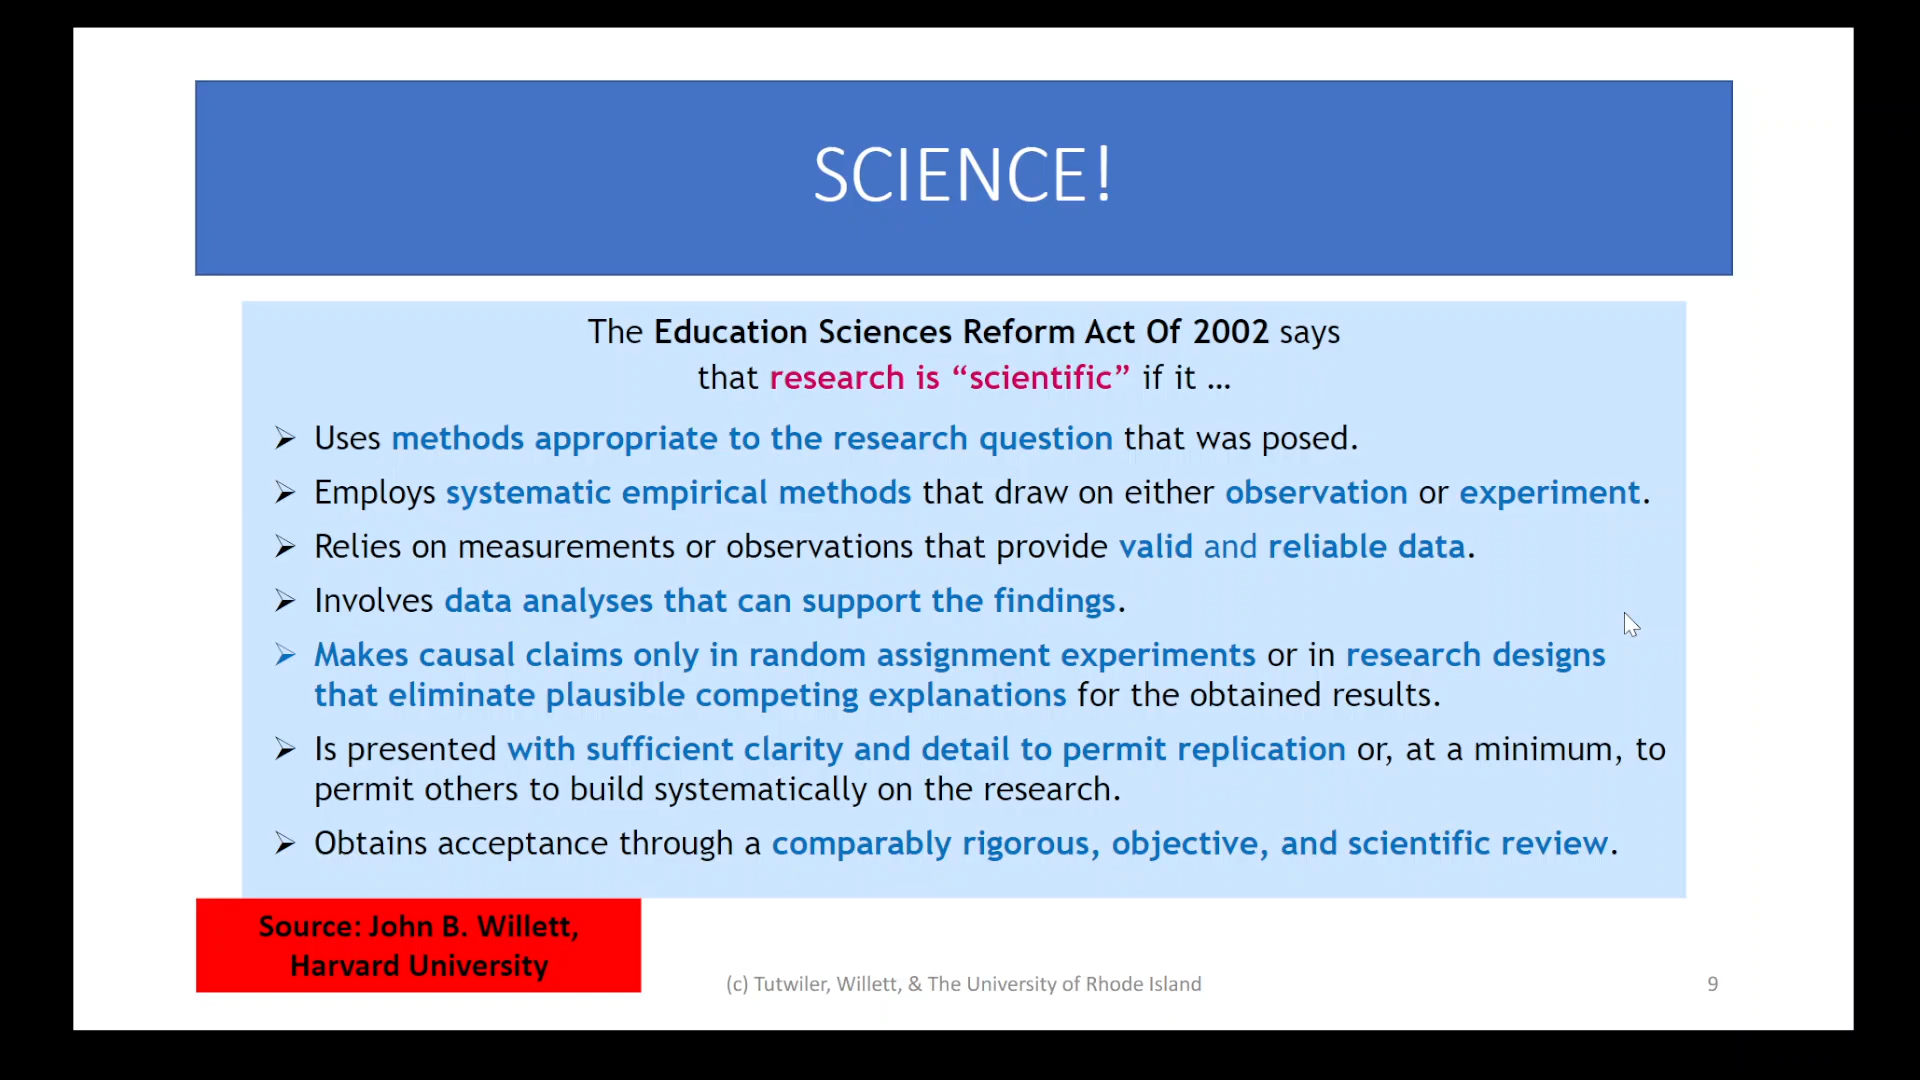 SCIENCE!
The Education Sciences Reform Act Of 2002 says
that research is “scientific” if it …
➢ Uses methods appropriate to the research question that was posed.
➢ Employs systematic empirical methods that draw on either observation or experiment.
➢ Relies on measurements or observations that provide valid and reliable data.
➢ Involves data analyses that can support the findings.
➢ Makes causal claims only in random assignment experiments or in research designs
that eliminate plausible competing explanations for the obtained results.
➢ Is presented with sufficient clarity and detail to permit replication or, at a minimum, to
permit others to build systematically on the research.
➢ Obtains acceptance through a comparably rigorous, objective, and scientific review.
Source: John B. Willett,
Harvard University
(c) Tutwiler, Willett, & The University of Rhode Island
9